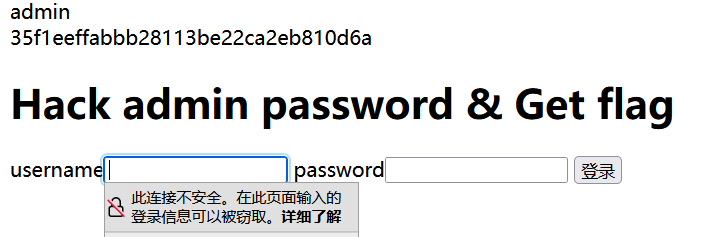 admin
35f1eeffabbb28113be22ca2eb810d6a
Hack admin password & Get flag
username password 登录
此连接不安全。在此页面输入的
登录信息可以被窃取。详细了解